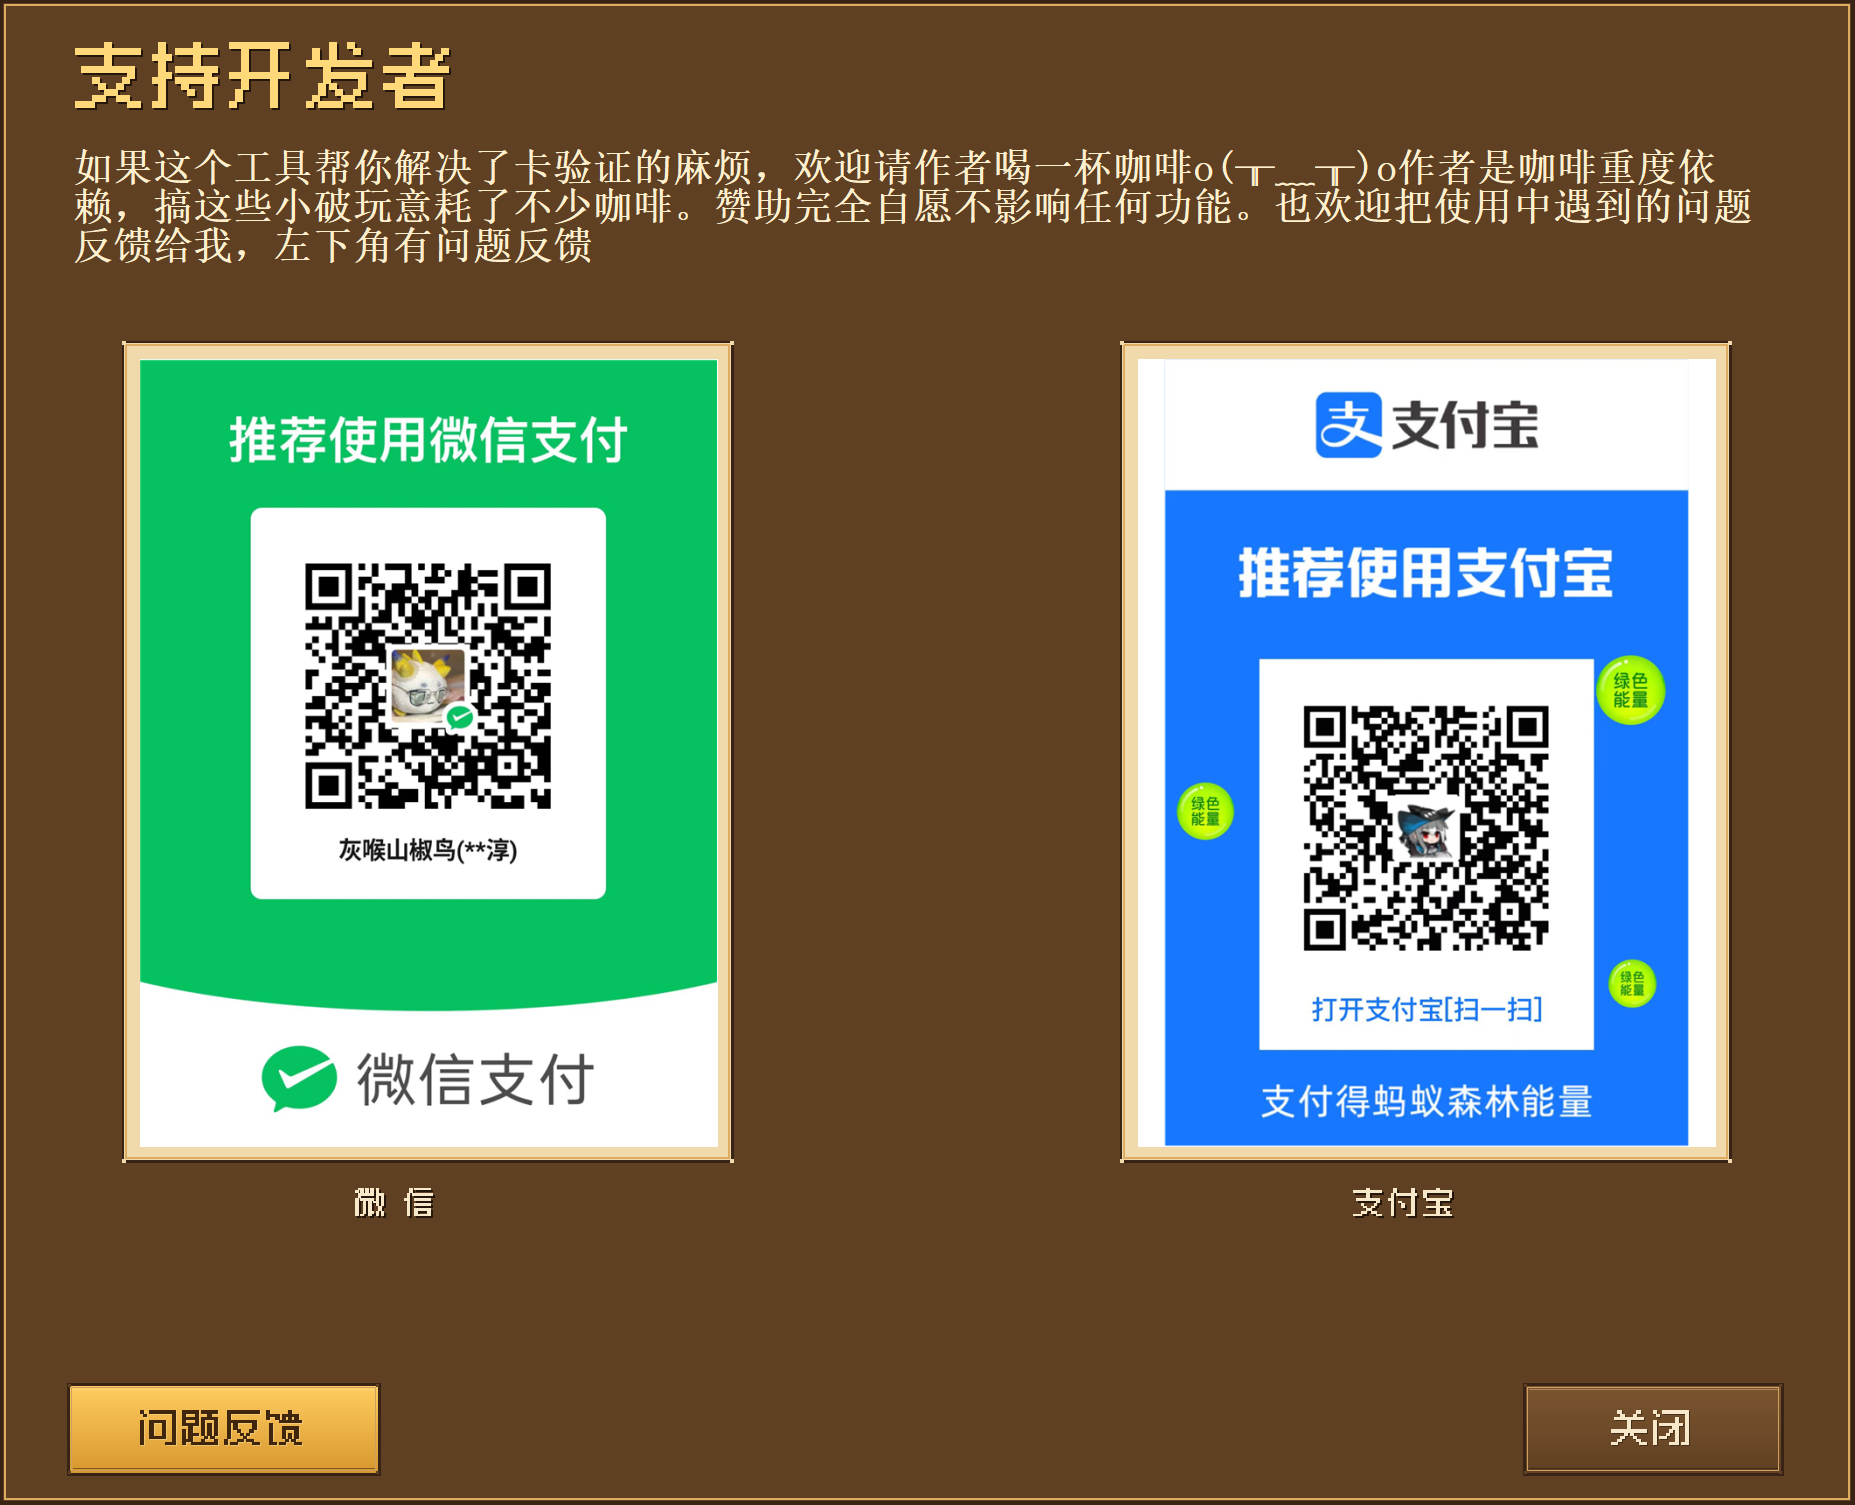 支持开发者
如果这个工具帮你解决了卡验证的麻烦，欢迎请作者喝一杯咖啡o(╥﹏╥)o作者是咖啡重度依
赖，搞这些小破玩意耗了不少咖啡。赞助完全自愿不影响任何功能。也欢迎把使用中遇到的问题
反馈给我，左下角有问题反馈
推荐使用微信支付
灰喉山椒鸟(**淳)
微信支付
微 信
支 支付宝
推荐使用支付宝
绿色
能量
绿色
能量
绿色
能量
打开支付宝[扫一扫]
支付得蚂蚁森林能量
支付宝
问题反馈
关闭